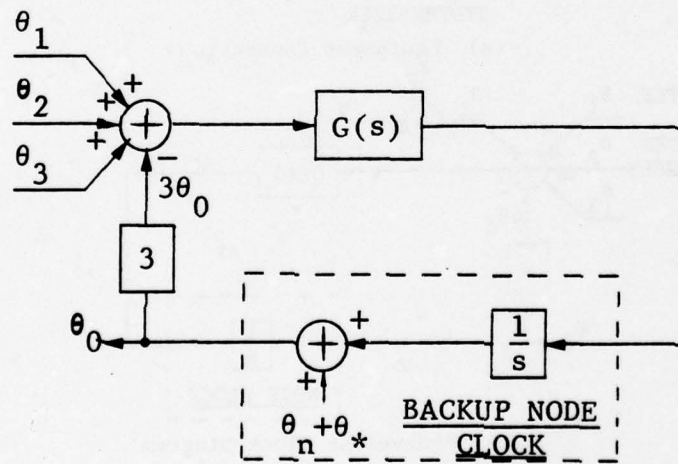 θ1
+
θ2
+
G(s)
+
θ3
−
3θ0
3
θ0
+
1/s
+
θn+θ*
BACKUP NODE
CLOCK